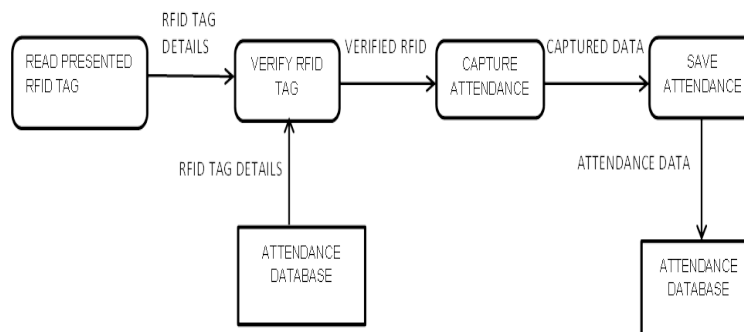 RFID TAG
DETAILS
READ PRESENTED
RFID TAG
VERIFY RFID
TAG
VERIFIED RFID
CAPTURE
ATTENDANCE
CAPTURED DATA
SAVE
ATTENDANCE
RFID TAG DETAILS
ATTENDANCE DATA
ATTENDANCE
DATABASE
ATTENDANCE
DATABASE